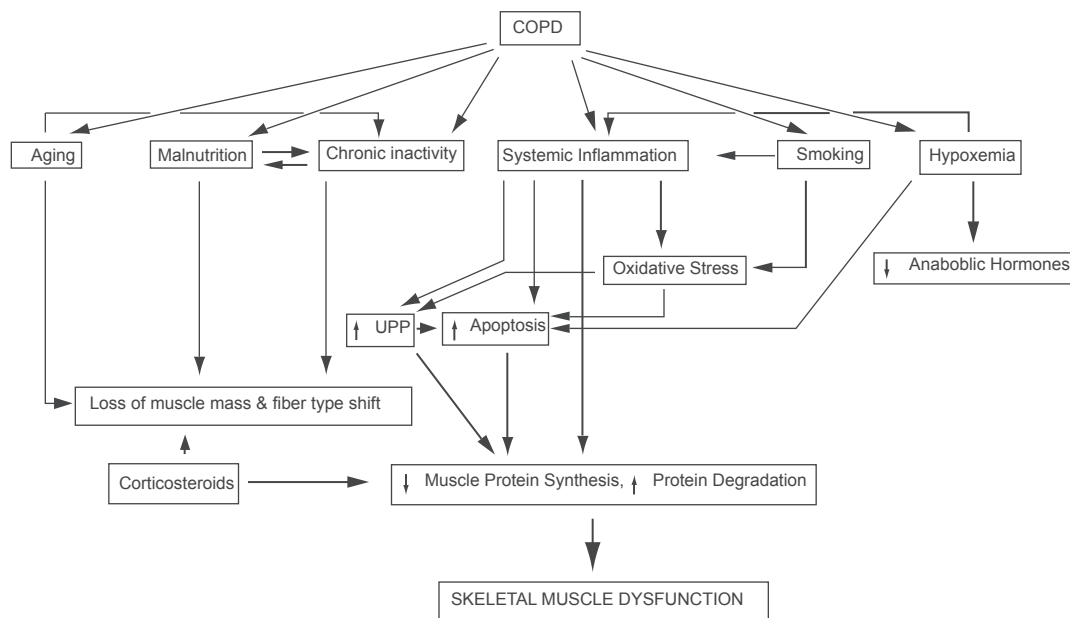 COPD
Aging
Malnutrition
Chronic inactivity
Systemic Inflammation
Smoking
Hypoxemia
Oxidative Stress
↓ Anaboblic Hormones
↑ UPP
↑ Apoptosis
Loss of muscle mass & fiber type shift
Corticosteroids
↓ Muscle Protein Synthesis, ↑ Protein Degradation
SKELETAL MUSCLE DYSFUNCTION